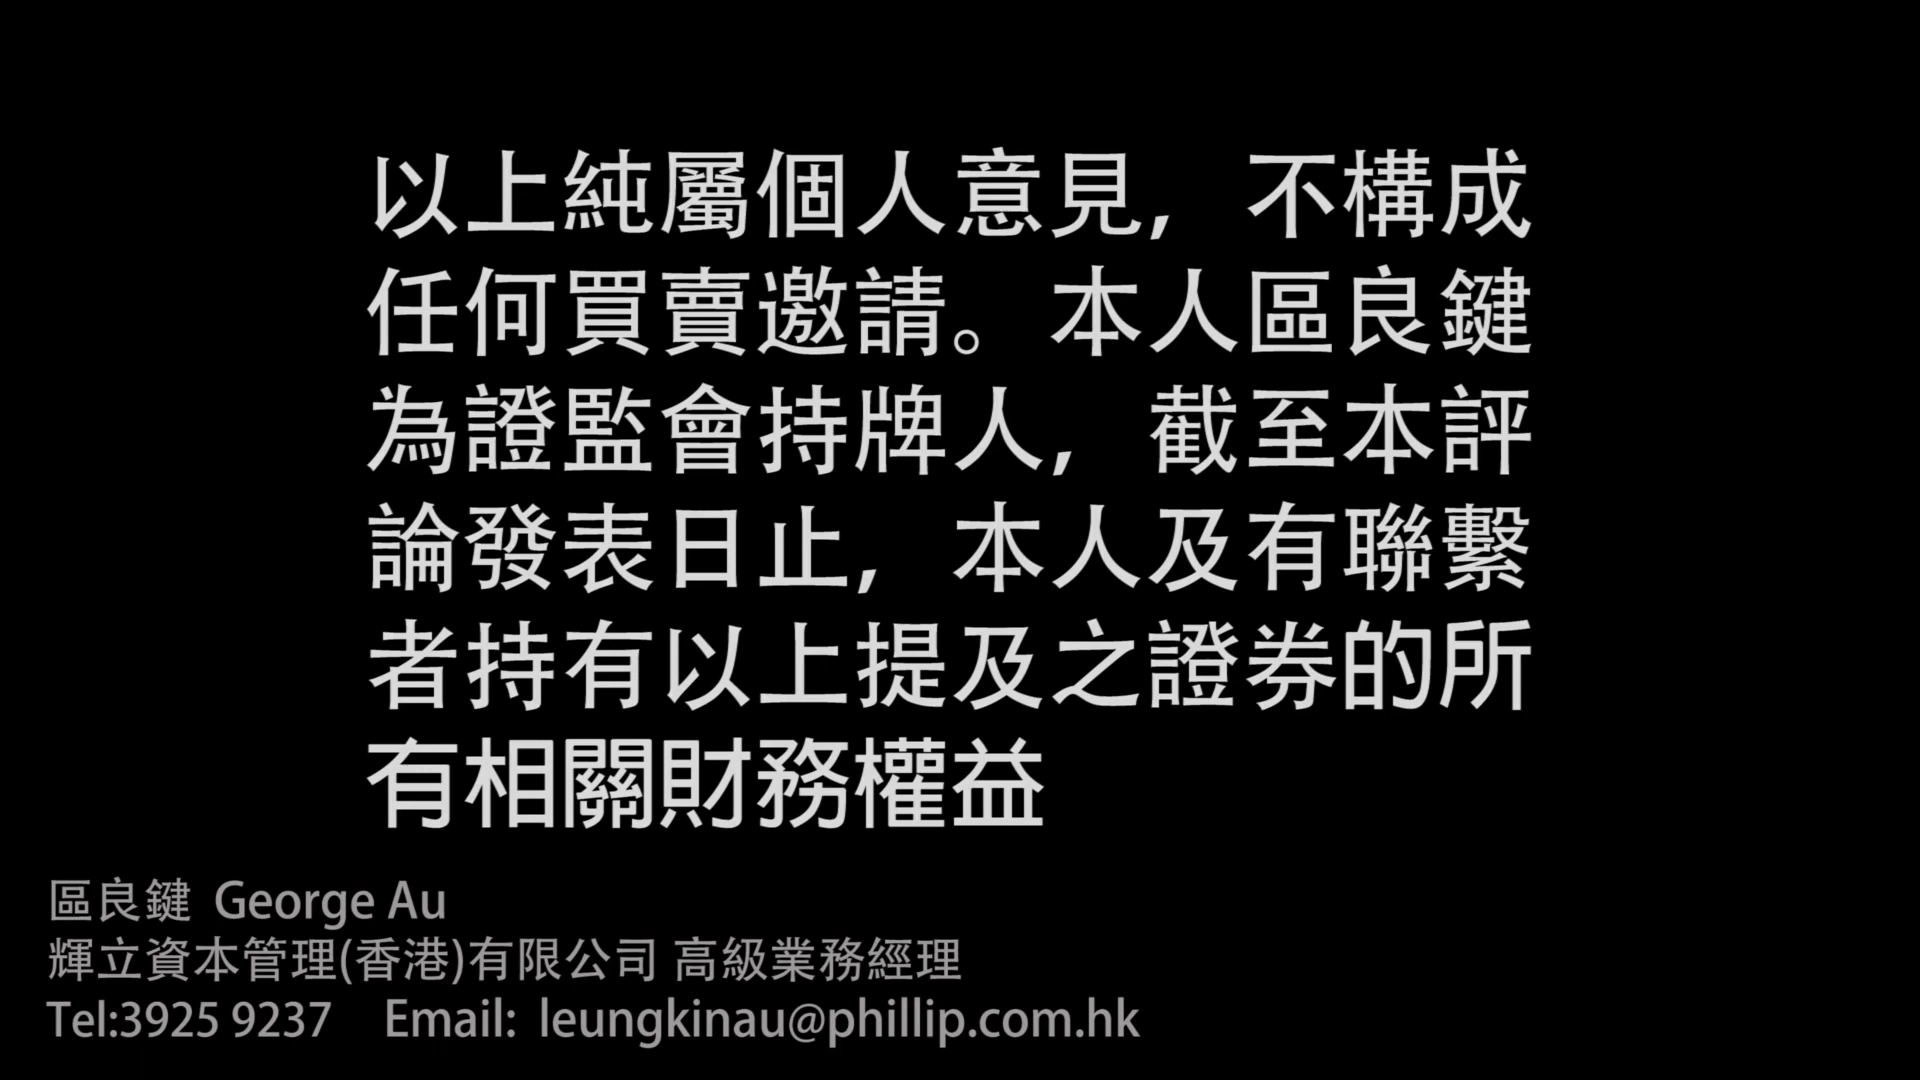 以上純屬個人意見，不構成
任何買賣邀請。本人區良鍵
為證監會持牌人，截至本評
論發表日止，本人及有聯繫
者持有以上提及之證券的所
有相關財務權益
區良鍵 George Au
輝立資本管理(香港)有限公司 高級業務經理
Tel:3925 9237 Email: leungkinau@phillip.com.hk